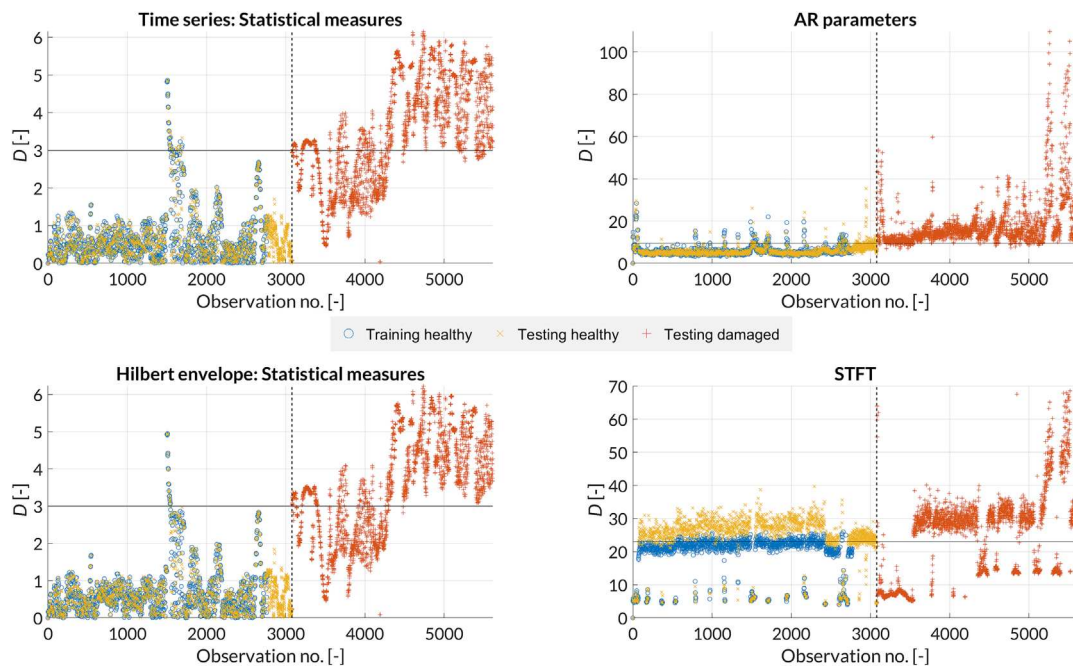 Time series: Statistical measures
6
5
4
3
2
1
0
D [-]
0 1000 2000 3000 4000 5000
Observation no. [-]
AR parameters
100
80
60
40
20
0
D [-]
0 1000 2000 3000 4000 5000
Observation no. [-]
Training healthy Testing healthy Testing damaged
Hilbert envelope: Statistical measures
6
5
4
3
2
1
0
D [-]
0 1000 2000 3000 4000 5000
Observation no. [-]
STFT
70
60
50
40
30
20
10
0
D [-]
0 1000 2000 3000 4000 5000
Observation no. [-]